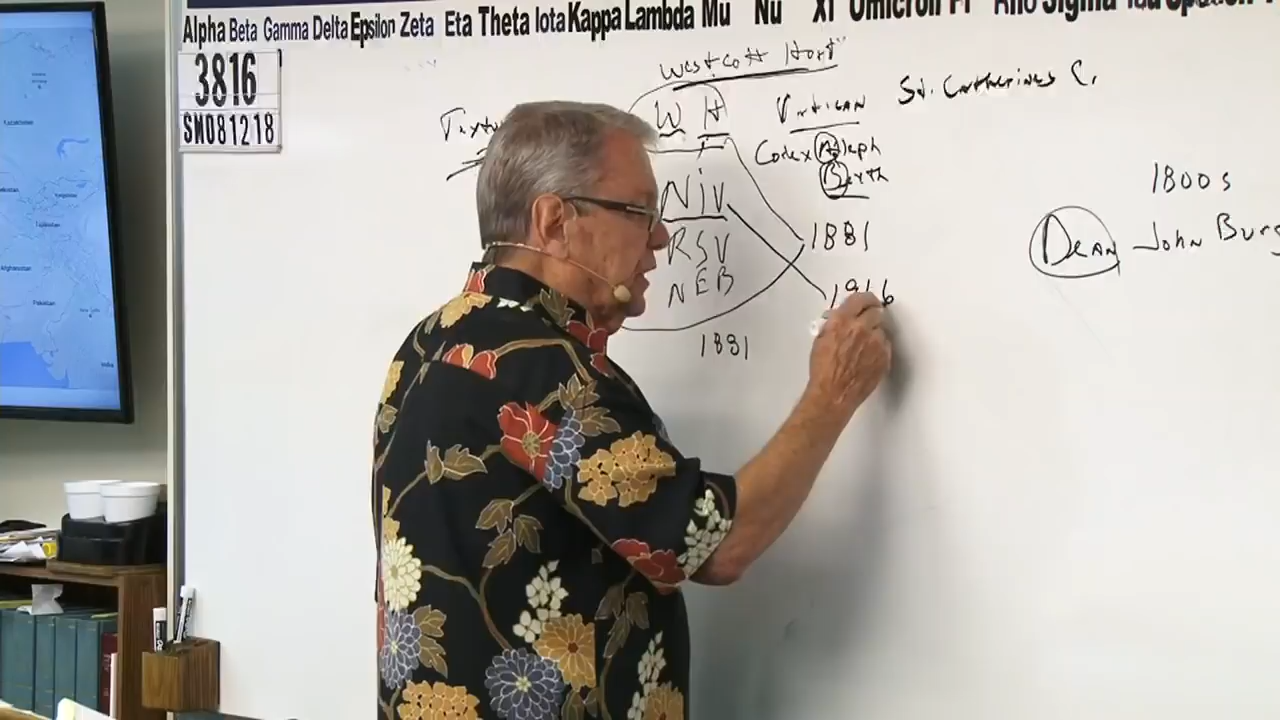 Alpha Beta Gamma Delta Epsilon Zeta Eta Theta Iota Kappa Lambda Mu Nu Xi Omicron Pi Rho Sigma Tau Upsilon
3816
SM081218
Westcott Hort
St. Catherines C.
Textu
W H
Vatican
Codex Aleph
Beth
NIV
RSV
NEB
1881
1916
1881
1800s
Dean John Burg